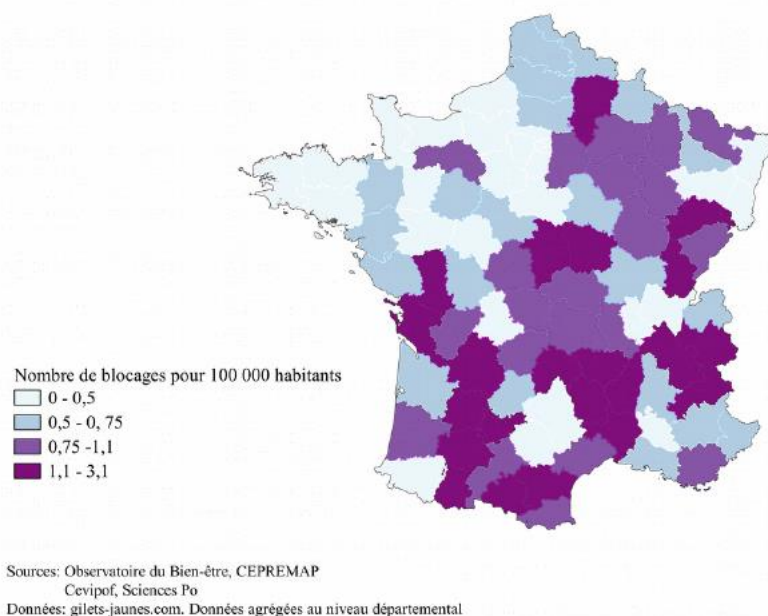 Nombre de blocages pour 100 000 habitants
0 - 0,5
0,5 - 0, 75
0,75 -1,1
1,1 - 3,1
Sources: Observatoire du Bien-être, CEPREMAP
Cevipof, Sciences Po
Données: gilets-jaunes.com. Données agrégées au niveau départemental